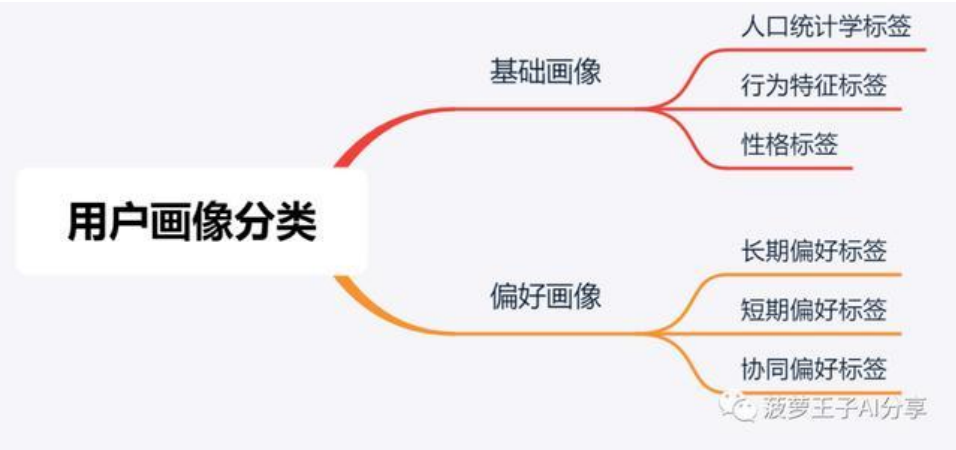 用户画像分类
基础画像
人口统计学标签
行为特征标签
性格标签
偏好画像
长期偏好标签
短期偏好标签
协同偏好标签
菠萝王子AI分享